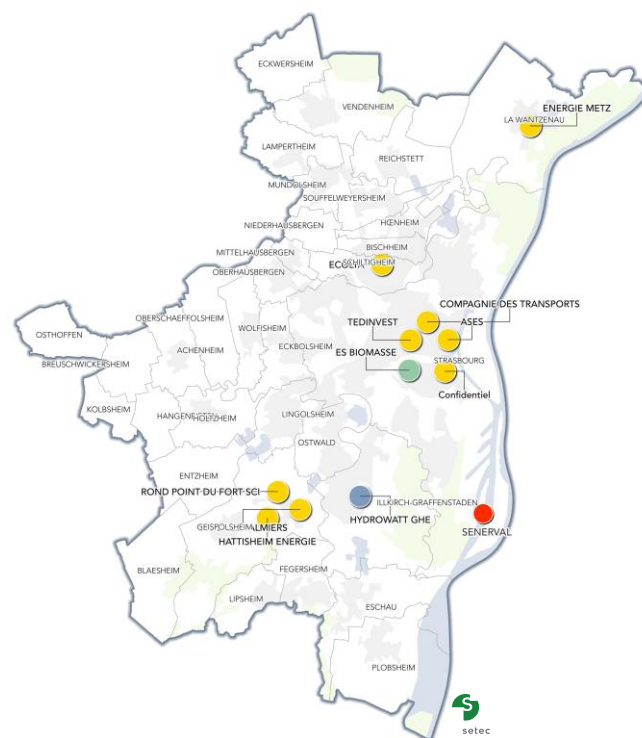 ECKWERSHEIM
ENERGIE METZ
VENDENHEIM
LA WANTZENAU
LAMPERTHEIM
REICHSTETT
MUNDOLSHEIM
SOUFFELWEYERSHEIM
NIEDERHAUSBERGEN
HŒNHEIM
BISCHHEIM
MITTELHAUSBERGEN
SCHILTIGHEIM
OBERHAUSBERGEN
COMPAGNIE DES TRANSPORTS
OBERSCHAEFFOLSHEIM
TEDINVEST
ASES
WOLFISHEIM
OSTHOFFEN
ECKBOLSHEIM
ACHENHEIM
ES BIOMASSE
STRASBOURG
BREUSCHWICKERSHEIM
Confidentiel
KOLBSHEIM
LINGOLSHEIM
HOLTZHEIM
OSTWALD
ENTZHEIM
ROND POINT DU FORT SCI
ILLKIRCH-GRAFFENSTADEN
HYDROWATT GHE
GEISPOLSHEIM
SENERVAL
HATTISHEIM ENERGIE
BLAESHEIM
FEGERSHEIM
LIPSHEIM
ESCHAU
PLOBSHEIM
setec